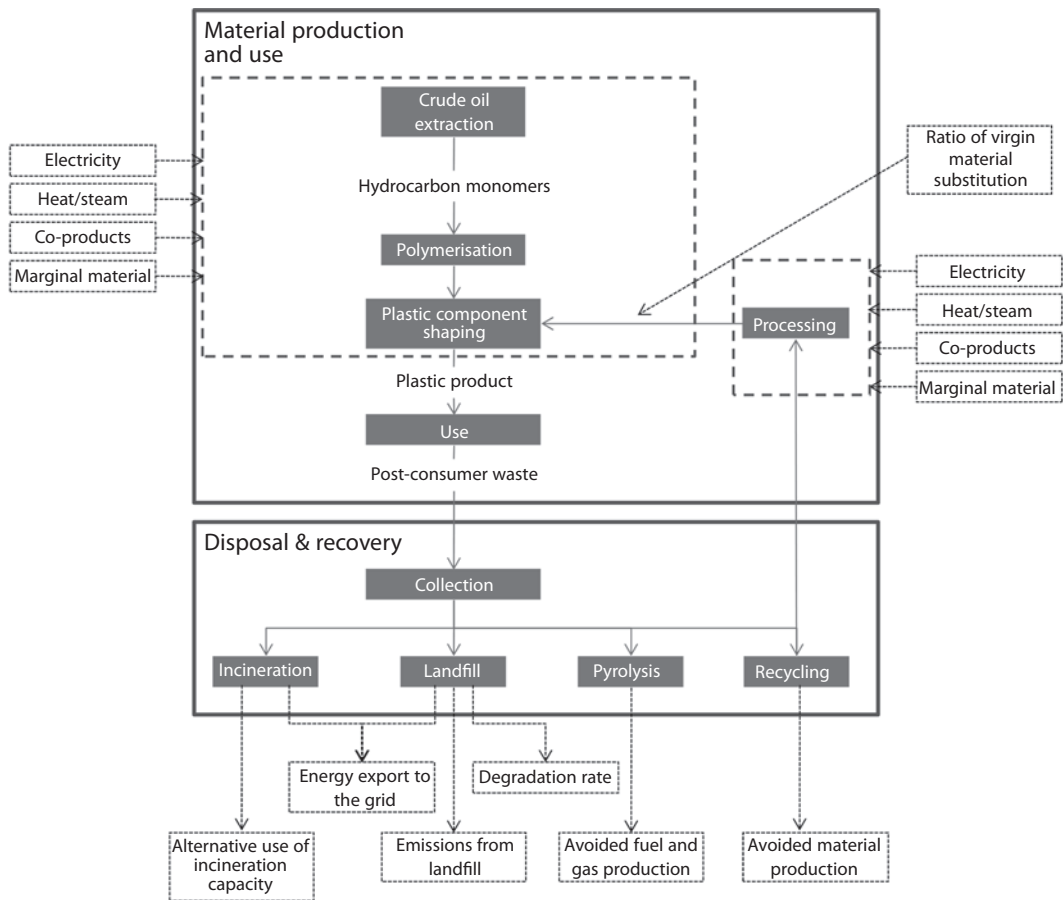 Material production
and use
Crude oil
extraction
Ratio of virgin
material
substitution
Electricity
Heat/steam
Co-products
Marginal material
Hydrocarbon monomers
Polymerisation
Plastic component
shaping
Processing
Electricity
Heat/steam
Co-products
Marginal material
Plastic product
Use
Post-consumer waste
Disposal & recovery
Collection
Incineration
Landfill
Pyrolysis
Recycling
Energy export to
the grid
Degradation rate
Alternative use of
incineration
capacity
Emissions from
landfill
Avoided fuel and
gas production
Avoided material
production